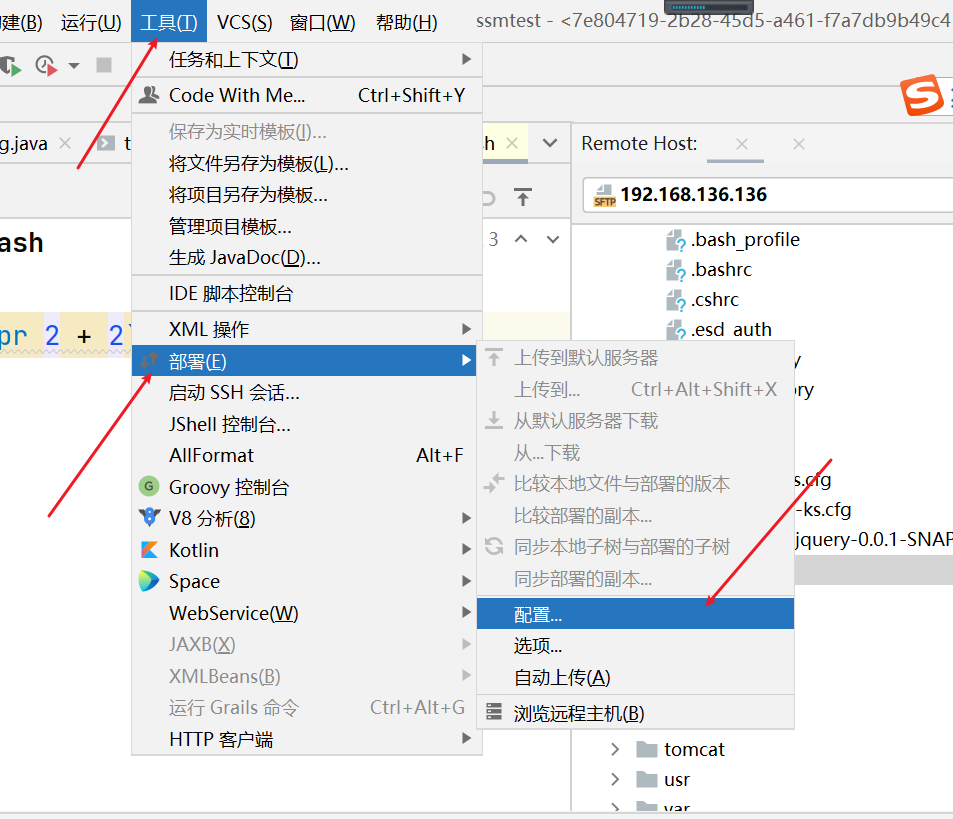 建(B) 运行(U) 工具(T) VCS(S) 窗口(W) 帮助(H) ssmtest - <7e804719-2b28-45d5-a461-f7a7db9b49c4
任务和上下文(T)
Code With Me... Ctrl+Shift+Y
保存为实时模板(I)...
将文件另存为模板(L)...
将项目另存为模板...
管理项目模板...
生成 JavaDoc(D)...
IDE 脚本控制台
XML 操作
部署(E)
启动 SSH 会话...
JShell 控制台...
AllFormat Alt+F
G Groovy 控制台
V8 分析(8)
Kotlin
Space
WebService(W)
JAXB(X)
XMLBeans(B)
运行 Grails 命令 Ctrl+Alt+G
HTTP 客户端
上传到默认服务器
上传到... Ctrl+Alt+Shift+X
从默认服务器下载
从...下载
比较本地文件与部署的版本
比较部署的副本...
同步本地子树与部署的子树
同步部署的副本...
配置...
选项...
自动上传(A)
浏览远程主机(B)
g.java t
h
ash
3
pr 2 + 2`
S
Remote Host:
SFTP 192.168.136.136
.bash_profile
.bashrc
.cshrc
.esd_auth
y
ry
s.cfg
-ks.cfg
jquery-0.0.1-SNAP
tomcat
usr
var